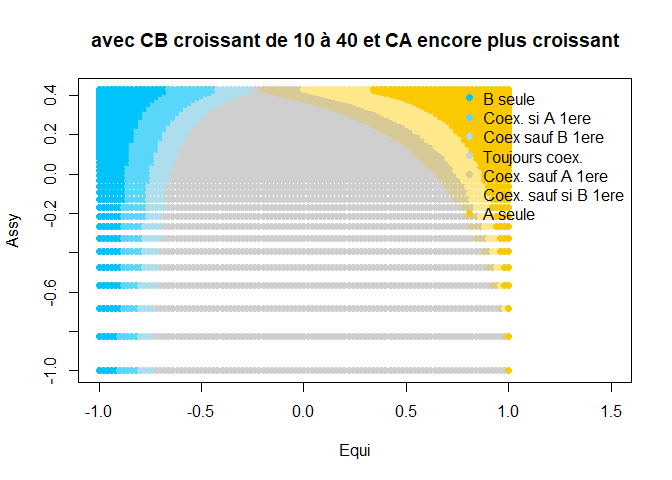 avec CB croissant de 10 à 40 et CA encore plus croissant
0.4
B seule
Coex. si A 1ere
0.2
Coex sauf B 1ere
Toujours coex.
0.0
Coex. sauf A 1ere
Coex. sauf si B 1ere
-0.2
A seule
Assy
-0.6
-1.0
-1.0
-0.5
0.0
0.5
1.0
1.5
Equi